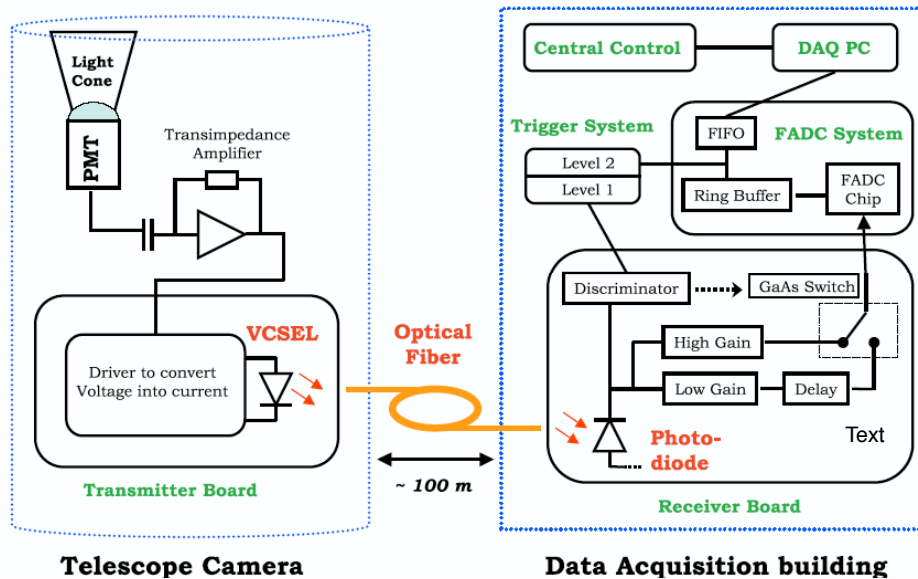 Light
Cone
PMT
Transimpedance
Amplifier
VCSEL
Driver to convert
Voltage into current
Transmitter Board
Telescope Camera
Optical
Fiber
~ 100 m
Central Control
DAQ PC
Trigger System
FIFO
FADC System
Level 2
Level 1
Ring Buffer
FADC
Chip
Discriminator
GaAs Switch
High Gain
Low Gain
Delay
Photo-
diode
Text
Receiver Board
Data Acquisition building